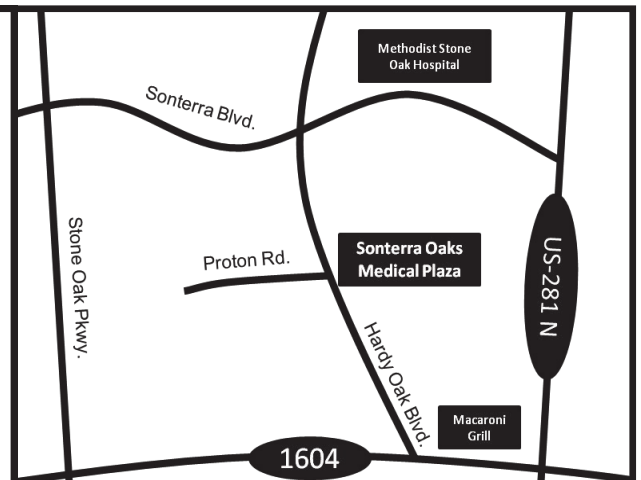 Methodist Stone
Oak Hospital
Sonterra Blvd.
Stone Oak Pkwy.
Proton Rd.
Sonterra Oaks
Medical Plaza
US-281 N
Hardy Oak Blvd.
Macaroni
Grill
1604